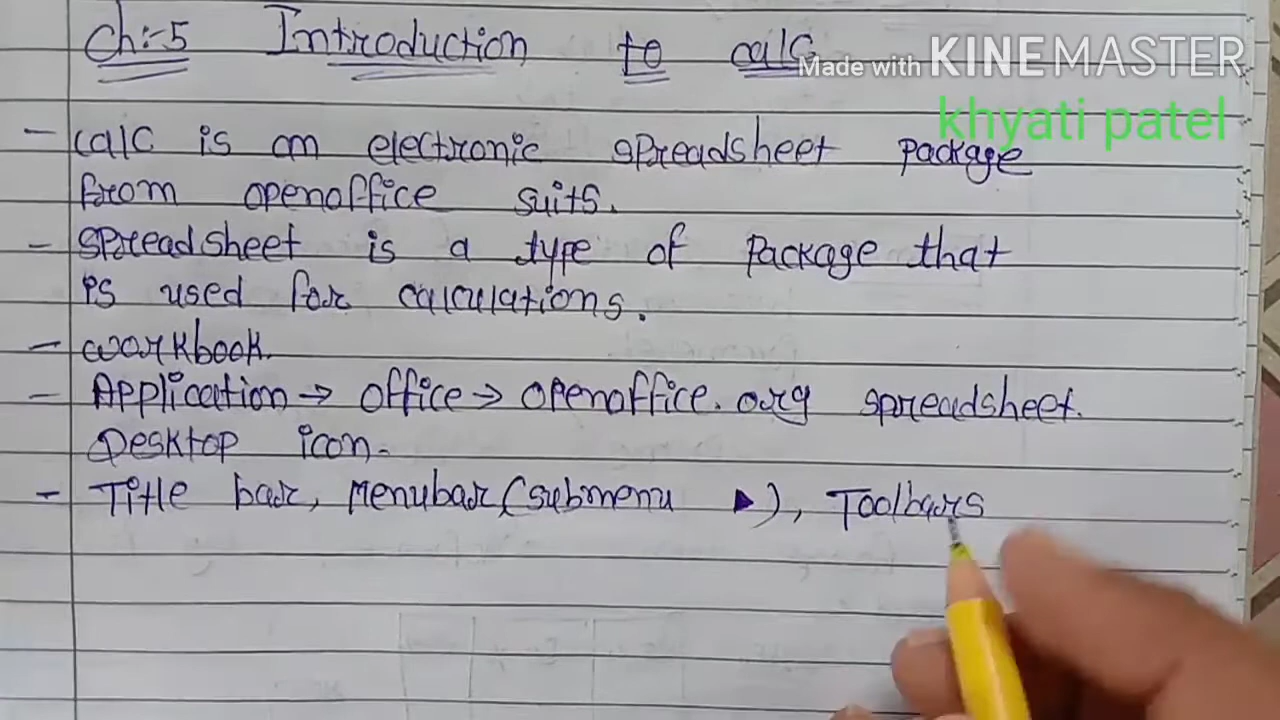 Ch:-5 Introduction to calc
Made with KINEMASTER
khyati patel
- calc is an electronic spreadsheet package
from openoffice suits.
- spreadsheet is a type of package that
is used for calculations.
- workbook.
- Application → office → openoffice.org spreadsheet.
Desktop icon.
- Title bar, Menubar, (submenu ▶), Toolbars